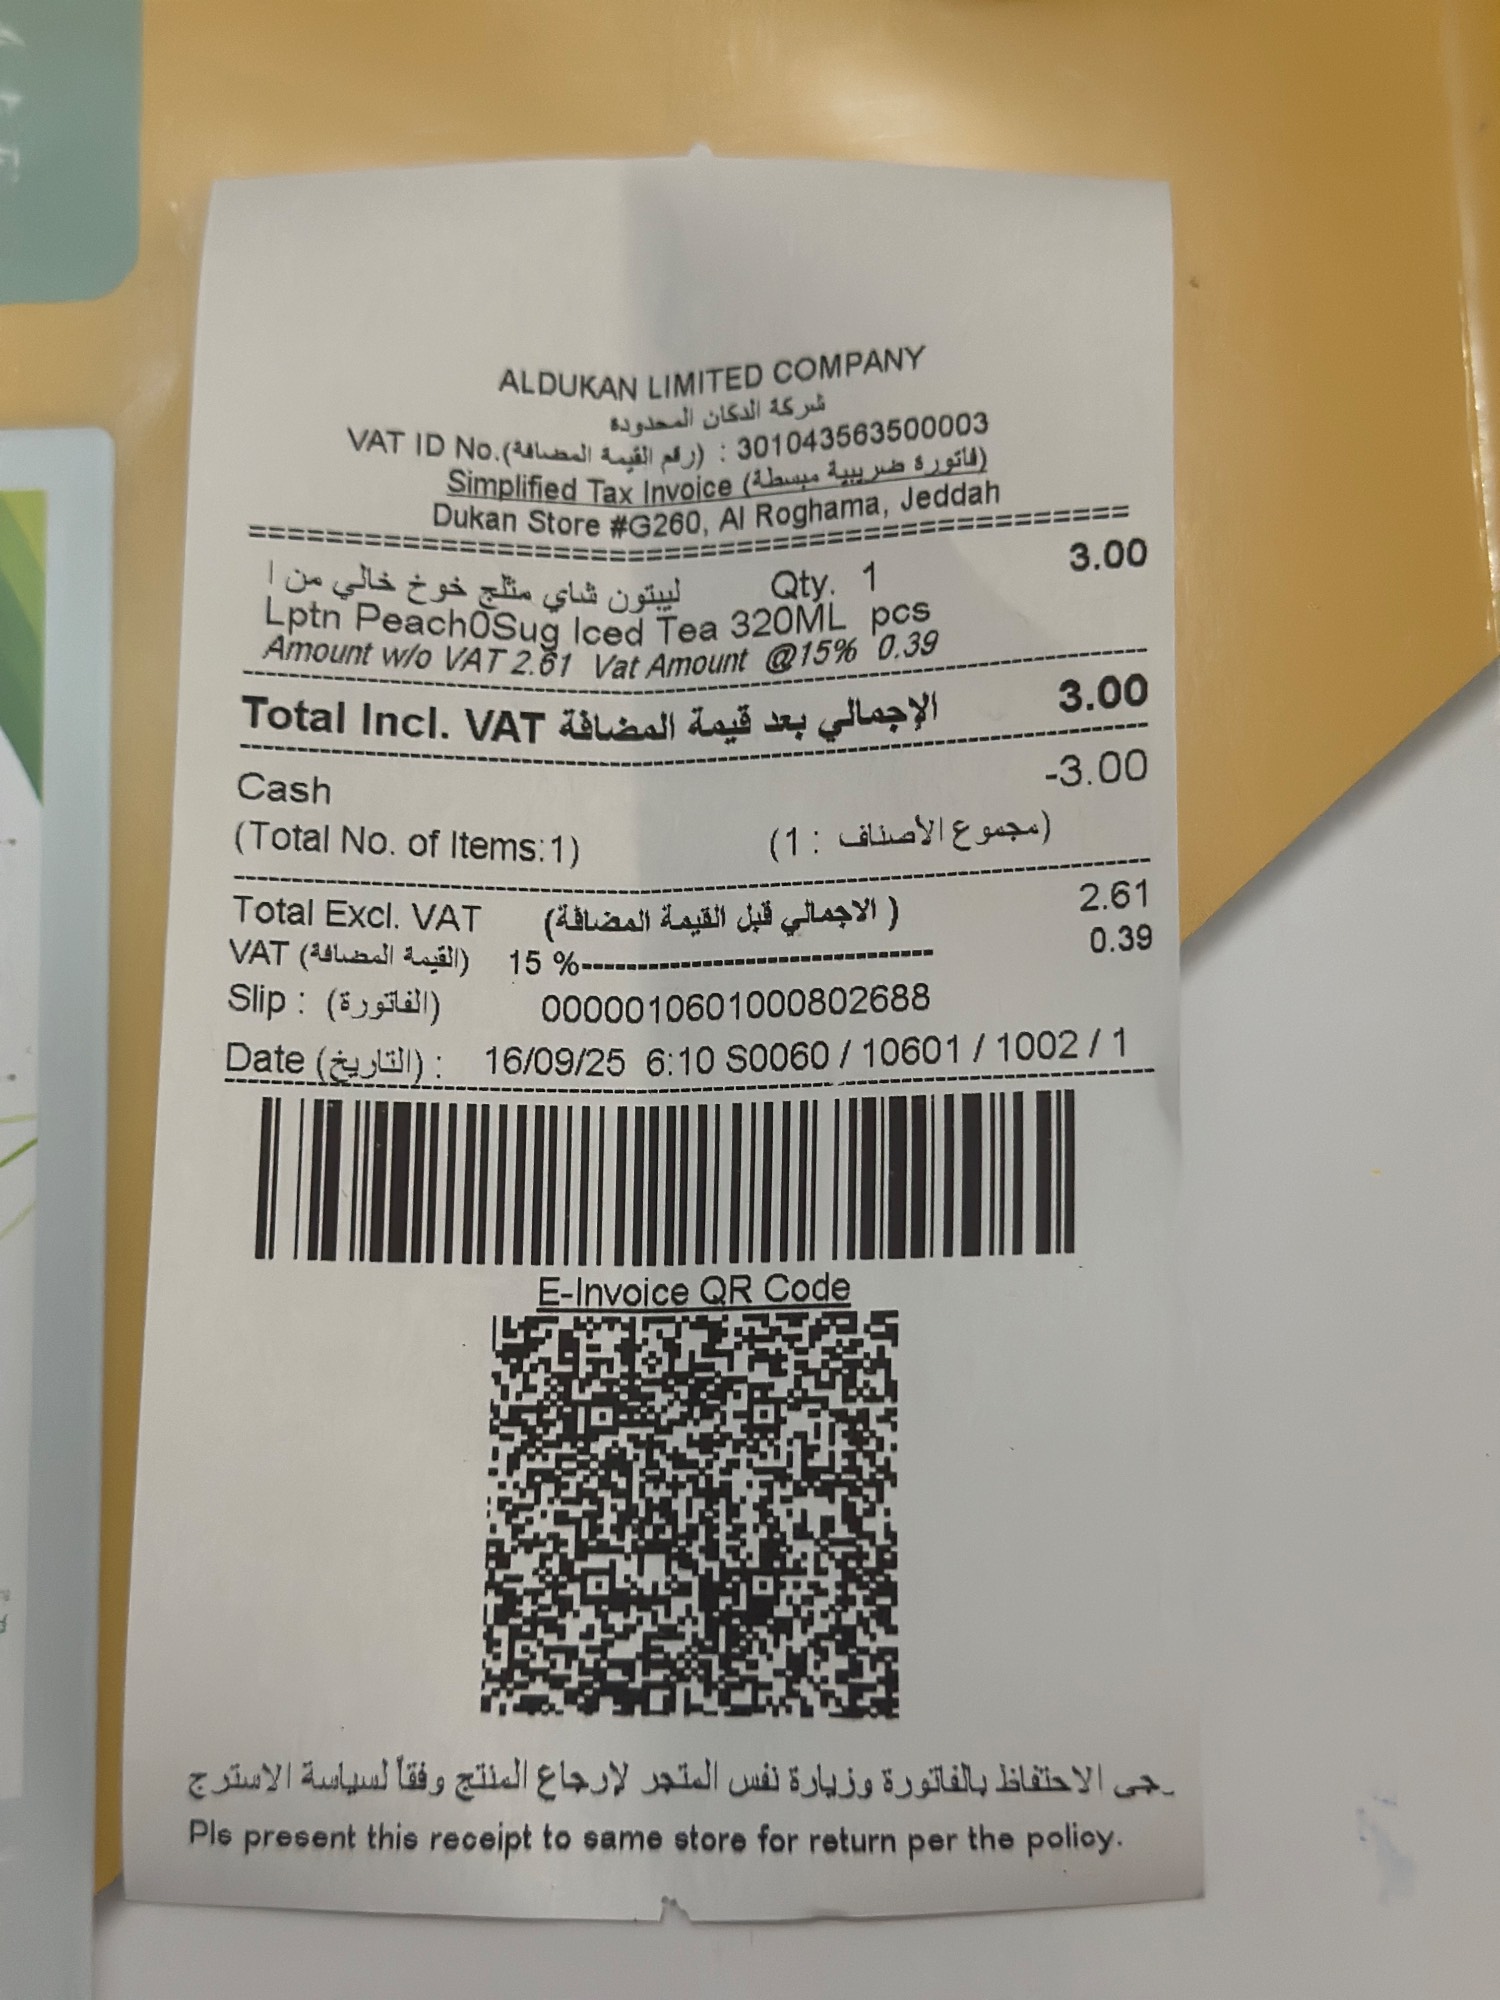 ALDUKAN LIMITED COMPANY
شركة الدكان المحدودة
VAT ID No.(رقم القيمة المضافة) : 301043563500003
Simplified Tax Invoice (فاتورة ضريبية مبسطة)
Dukan Store #G260, Al Roghama, Jeddah
================================================
ليبتون شاي مثلج خوخ خالي من ا Qty. 1 3.00
Lptn Peach0Sug Iced Tea 320ML pcs
Amount w/o VAT 2.61 Vat Amount @15% 0.39
Total Incl. VAT الإجمالي بعد قيمة المضافة 3.00
Cash -3.00
(Total No. of Items:1) (مجموع الأصناف : 1)
Total Excl. VAT (الاجمالي قبل القيمة المضافة ) 2.61
VAT (القيمة المضافة) 15 %-------------------------------- 0.39
Slip : (الفاتورة) 0000010601000802688
Date (التاريخ) : 16/09/25 6:10 S0060 / 10601 / 1002 / 1
E-Invoice QR Code
جى الاحتفاظ بالفاتورة وزيارة نفس المتجر لإرجاع المنتج وفقاً لسياسة الاسترج
Pls present this receipt to same store for return per the policy.